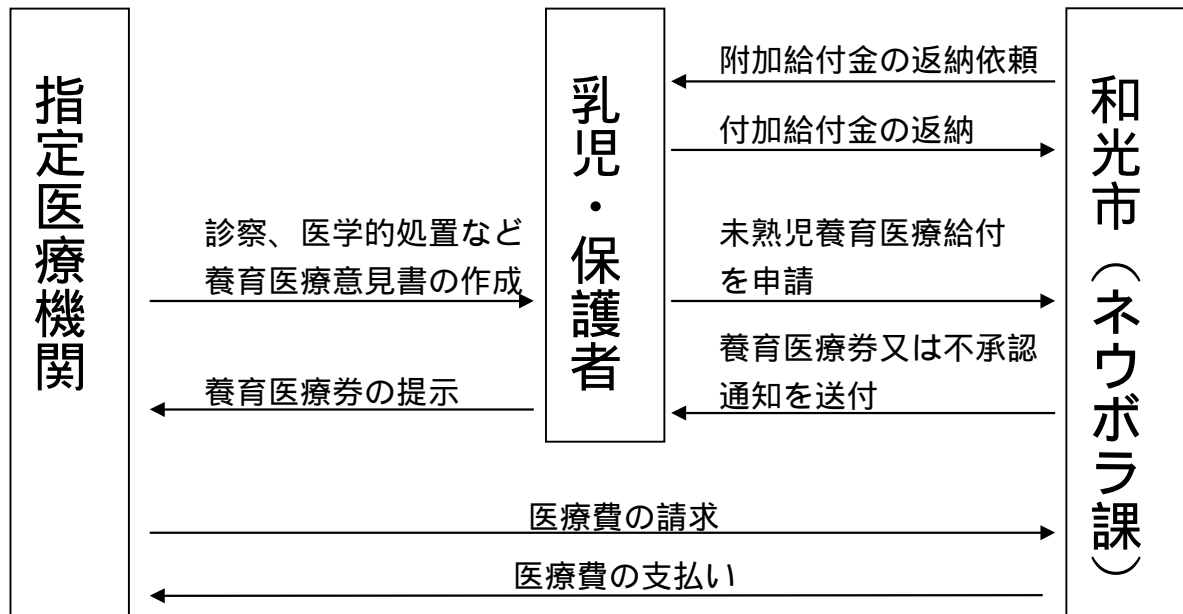 指定医療機関
乳児・保護者
和光市（ネウボラ課）
附加給付金の返納依頼
付加給付金の返納
診察、医学的処置など
養育医療意見書の作成
未熟児養育医療給付
を申請
養育医療券又は不承認
通知を送付
養育医療券の提示
医療費の請求
医療費の支払い